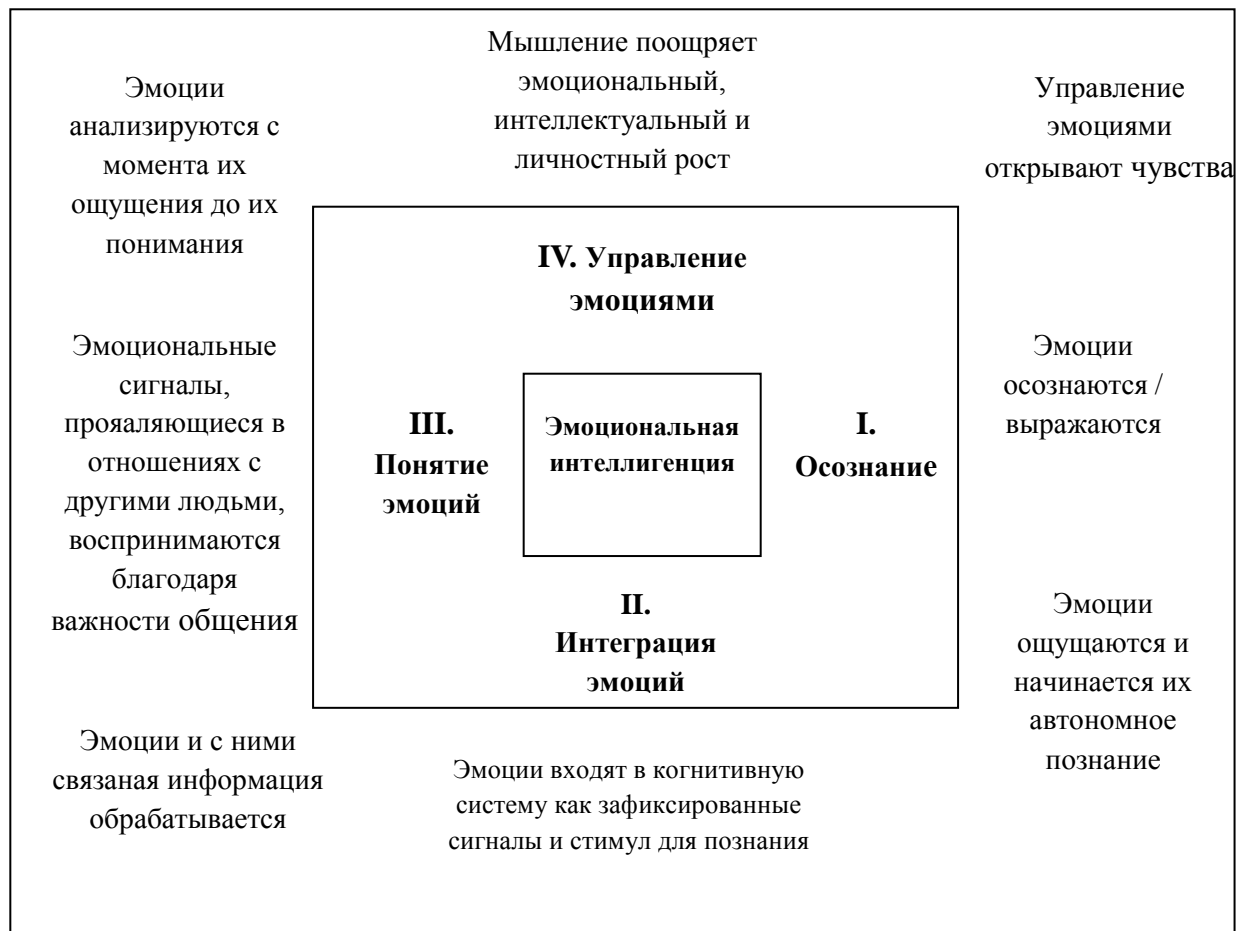 Мышление поощряет
эмоциональный,
интеллектуальный и
личностный рост
Эмоции
анализируются с
момента их
ощущения до их
понимания
Управление
эмоциями
открывают чувства
IV. Управление
эмоциями
Эмоциональные
сигналы,
прояаляющиеся в
отношениях с
другими людьми,
воспринимаются
благодаря
важности общения
III.
Понятие
эмоций
Эмоциональная
интеллигенция
I.
Осознание
Эмоции
осознаются /
выражаются
II.
Интеграция
эмоций
Эмоции
ощущаются и
начинается их
автономное
познание
Эмоции и с ними
связаная информация
обрабатывается
Эмоции входят в когнитивную
систему как зафиксированные
сигналы и стимул для познания